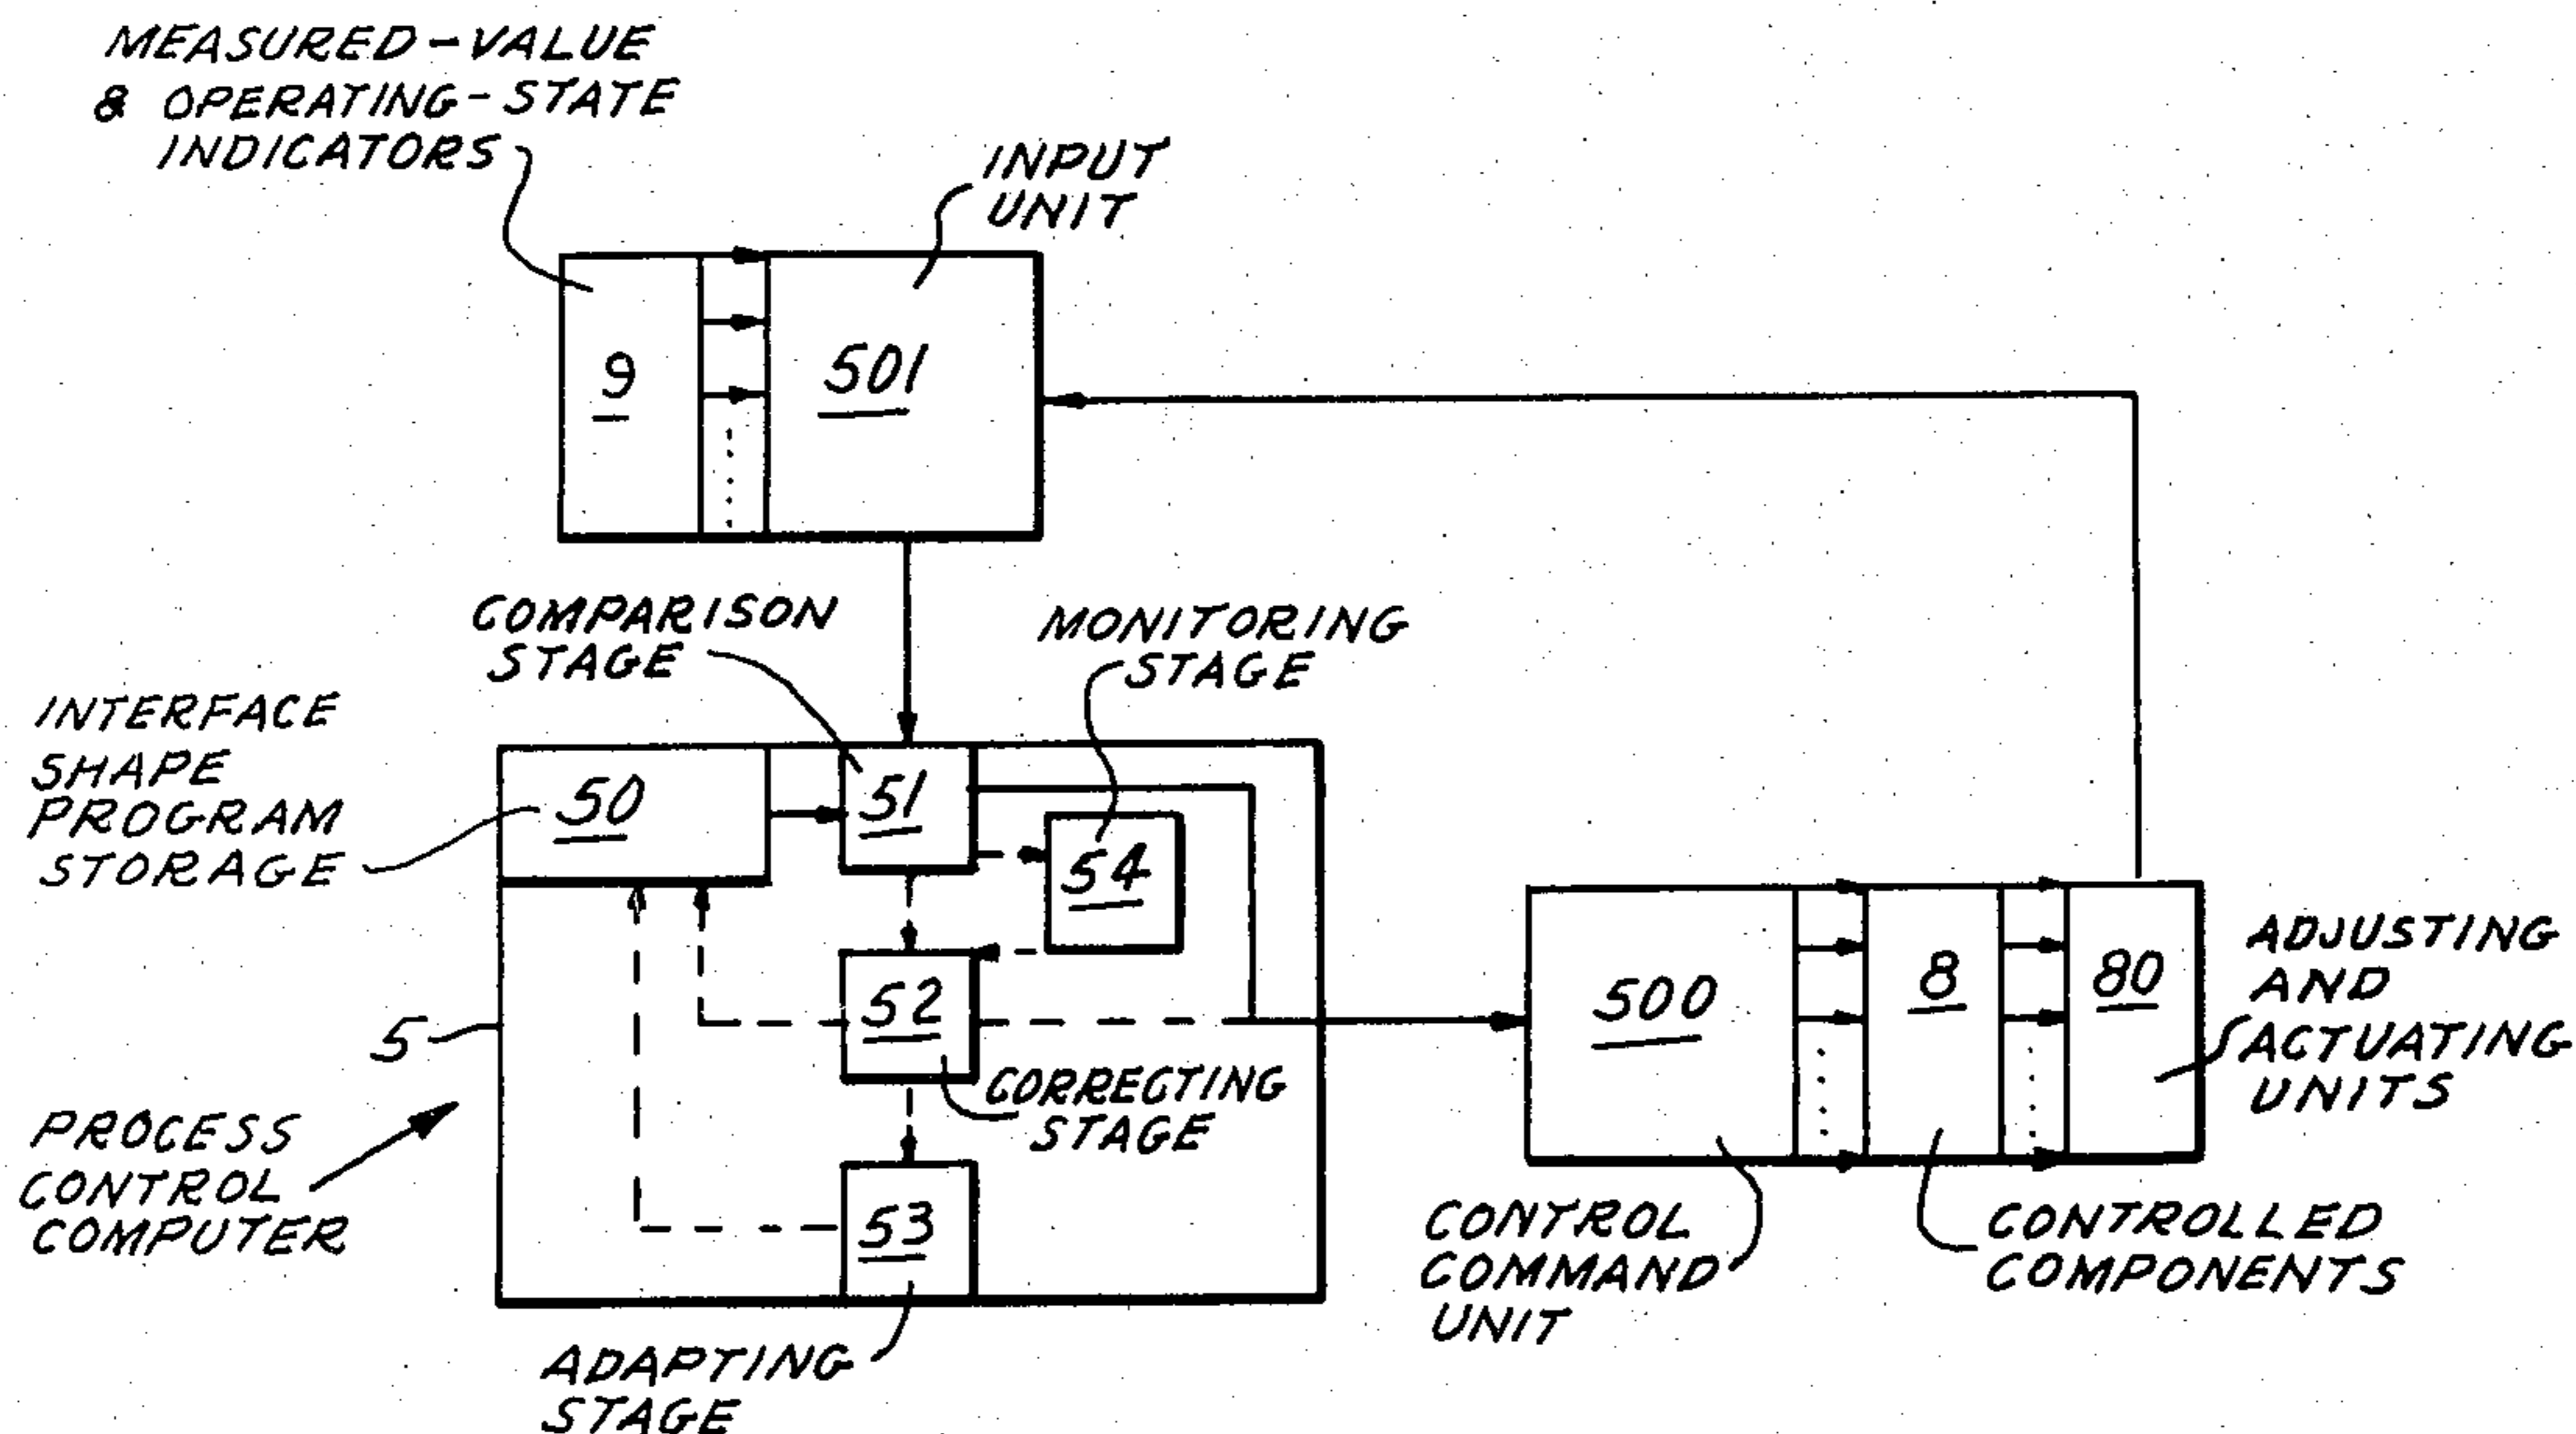 MEASURED-VALUE
& OPERATING-STATE
INDICATORS
INPUT
UNIT
9
501
COMPARISON
STAGE
MONITORING
STAGE
INTERFACE
SHAPE
PROGRAM
STORAGE
50
51
54
52
53
5
CORRECTING
STAGE
PROCESS
CONTROL
COMPUTER
ADAPTING
STAGE
500
8
80
ADJUSTING
AND
ACTUATING
UNITS
CONTROL
COMMAND
UNIT
CONTROLLED
COMPONENTS